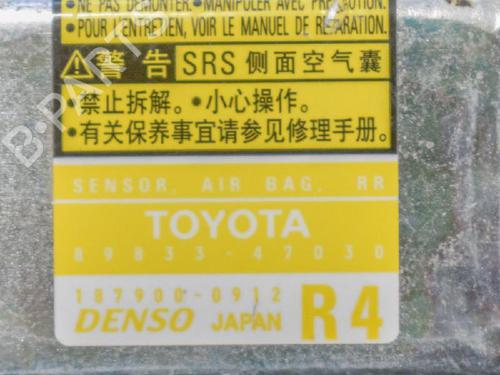 •NE PAS DEMONTER. •MANIPULER AVEC PRECAUTION.
•POUR L'ENTRETIEN, VOIR LE MANUEL DE REPARATION.
警告 SRS 侧面空气囊
•禁止拆解。•小心操作。
•有关保养事宜请参见修理手册。
SENSOR, AIR BAG, RR
TOYOTA
89833-47030
187900-0912
DENSO JAPAN R4
B-PARTS